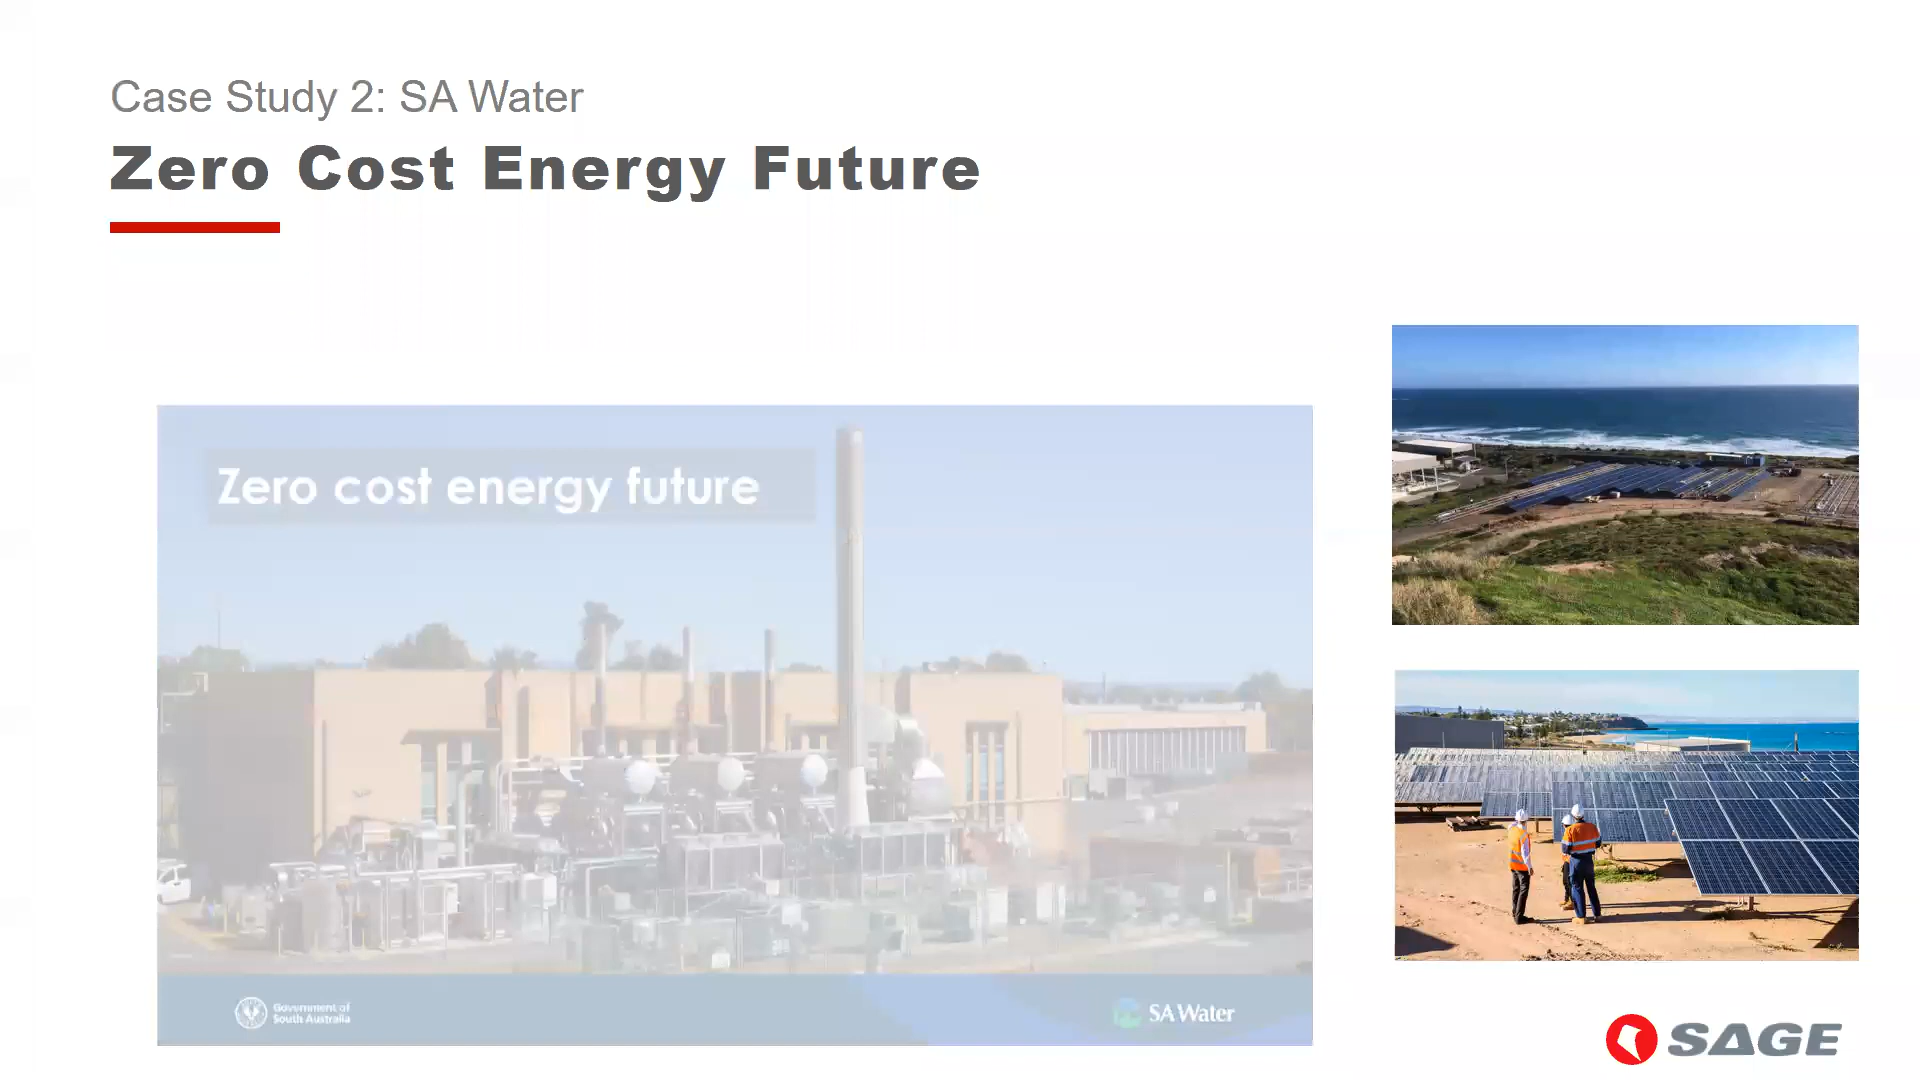 Case Study 2: SA Water
Zero Cost Energy Future
Zero cost energy future
Government of
South Australia
SA Water
SAGE